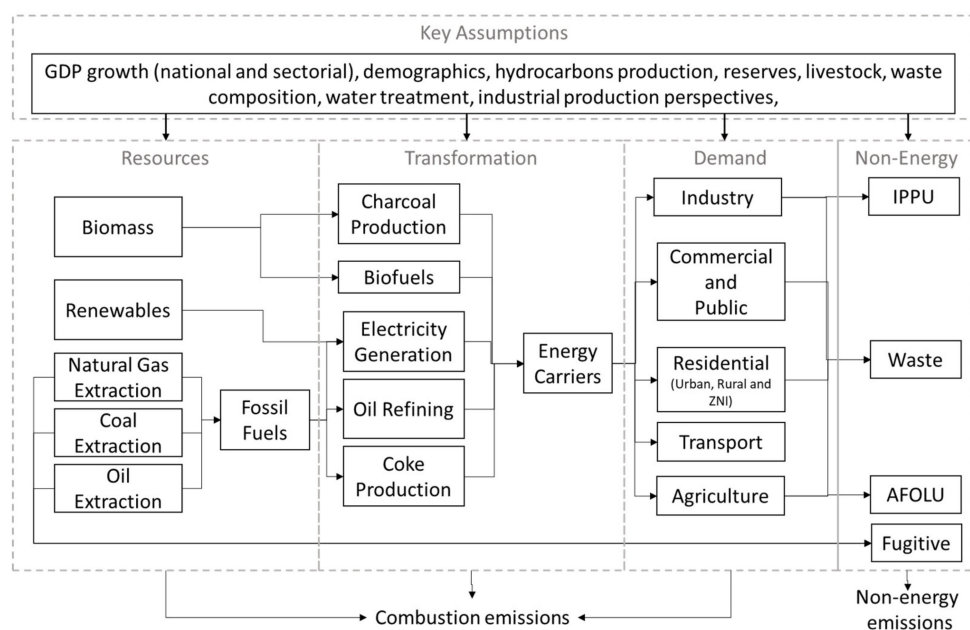 Key Assumptions
GDP growth (national and sectorial), demographics, hydrocarbons production, reserves, livestock, waste
composition, water treatment, industrial production perspectives,
Resources
Biomass
Renewables
Natural Gas
Extraction
Coal
Extraction
Oil
Extraction
Fossil
Fuels
Transformation
Charcoal
Production
Biofuels
Electricity
Generation
Oil Refining
Coke
Production
Energy
Carriers
Demand
Industry
Commercial
and
Public
Residential
(Urban, Rural and
ZNI)
Transport
Agriculture
Non-Energy
IPPU
Waste
AFOLU
Fugitive
Combustion emissions
Non-energy
emissions